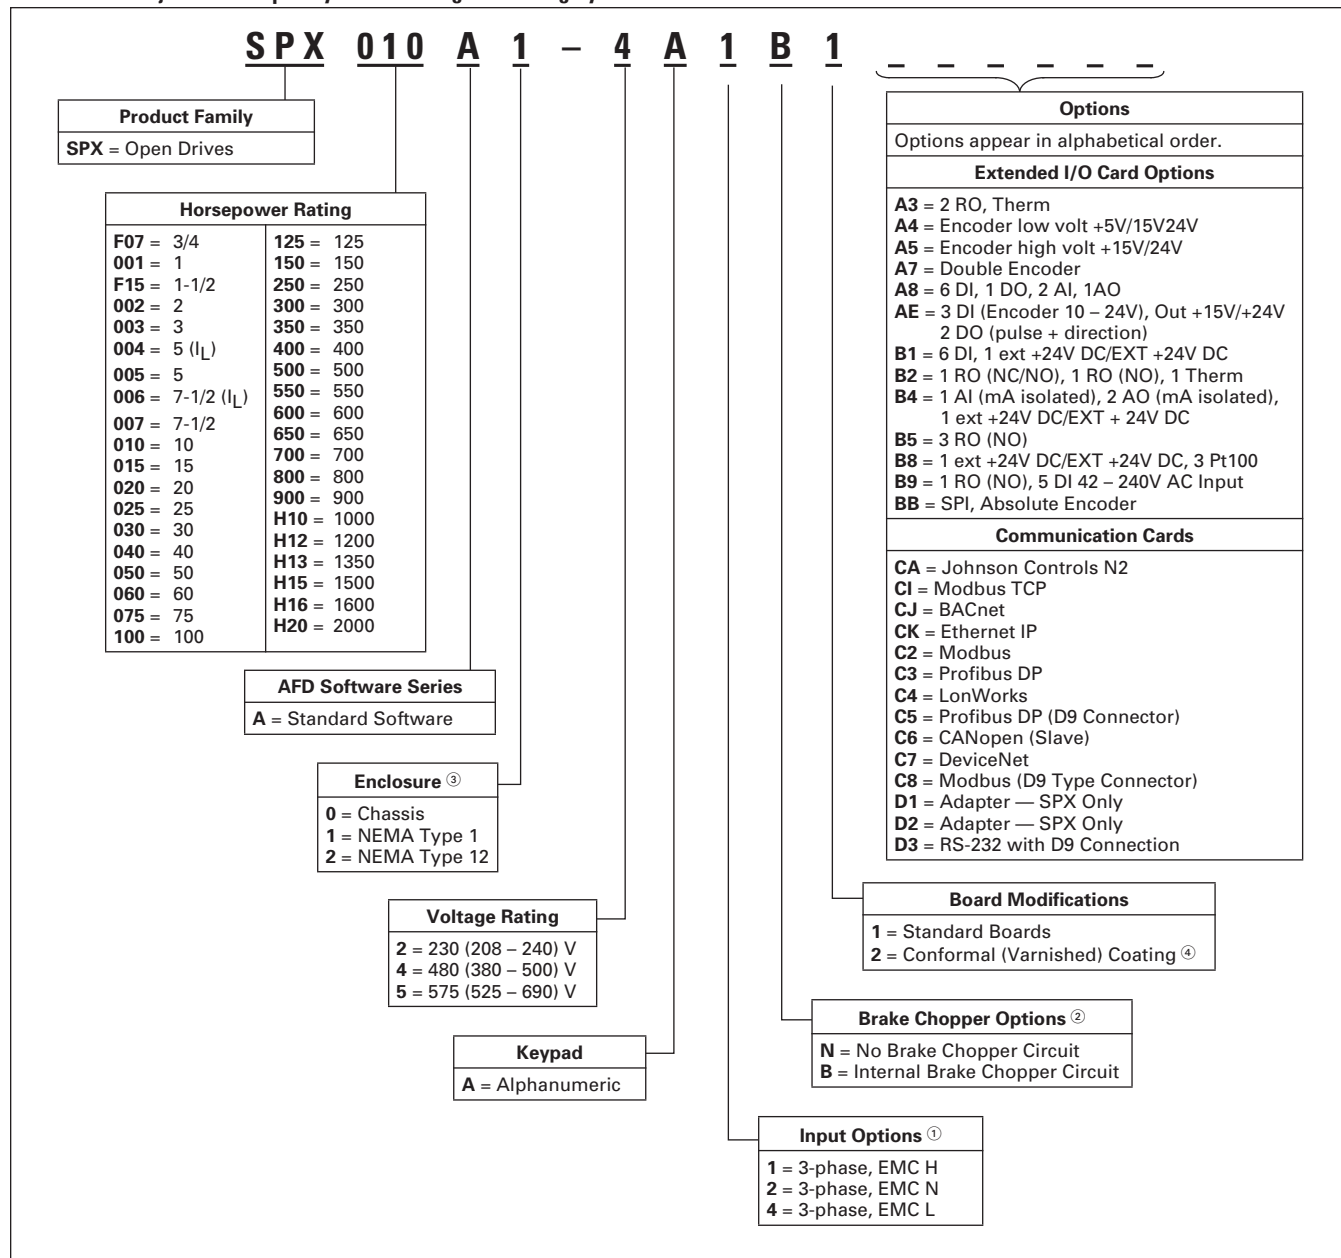 SPX 010 A 1 – 4 A 1 B 1 _ _ _ _ _ _
Product Family
SPX = Open Drives
Horsepower Rating
F07 = 3/4
001 = 1
F15 = 1-1/2
002 = 2
003 = 3
004 = 5 (IL)
005 = 5
006 = 7-1/2 (IL)
007 = 7-1/2
010 = 10
015 = 15
020 = 20
025 = 25
030 = 30
040 = 40
050 = 50
060 = 60
075 = 75
100 = 100
125 = 125
150 = 150
250 = 250
300 = 300
350 = 350
400 = 400
500 = 500
550 = 550
600 = 600
650 = 650
700 = 700
800 = 800
900 = 900
H10 = 1000
H12 = 1200
H13 = 1350
H15 = 1500
H16 = 1600
H20 = 2000
AFD Software Series
A = Standard Software
Enclosure ③
0 = Chassis
1 = NEMA Type 1
2 = NEMA Type 12
Voltage Rating
2 = 230 (208 – 240) V
4 = 480 (380 – 500) V
5 = 575 (525 – 690) V
Keypad
A = Alphanumeric
Input Options ①
1 = 3-phase, EMC H
2 = 3-phase, EMC N
4 = 3-phase, EMC L
Brake Chopper Options ②
N = No Brake Chopper Circuit
B = Internal Brake Chopper Circuit
Board Modifications
1 = Standard Boards
2 = Conformal (Varnished) Coating ④
Options
Options appear in alphabetical order.
Extended I/O Card Options
A3 = 2 RO, Therm
A4 = Encoder low volt +5V/15V24V
A5 = Encoder high volt +15V/24V
A7 = Double Encoder
A8 = 6 DI, 1 DO, 2 AI, 1AO
AE = 3 DI (Encoder 10 – 24V), Out +15V/+24V
2 DO (pulse + direction)
B1 = 6 DI, 1 ext +24V DC/EXT +24V DC
B2 = 1 RO (NC/NO), 1 RO (NO), 1 Therm
B4 = 1 AI (mA isolated), 2 AO (mA isolated),
1 ext +24V DC/EXT + 24V DC
B5 = 3 RO (NO)
B8 = 1 ext +24V DC/EXT +24V DC, 3 Pt100
B9 = 1 RO (NO), 5 DI 42 – 240V AC Input
BB = SPI, Absolute Encoder
Communication Cards
CA = Johnson Controls N2
CI = Modbus TCP
CJ = BACnet
CK = Ethernet IP
C2 = Modbus
C3 = Profibus DP
C4 = LonWorks
C5 = Profibus DP (D9 Connector)
C6 = CANopen (Slave)
C7 = DeviceNet
C8 = Modbus (D9 Type Connector)
D1 = Adapter — SPX Only
D2 = Adapter — SPX Only
D3 = RS-232 with D9 Connection